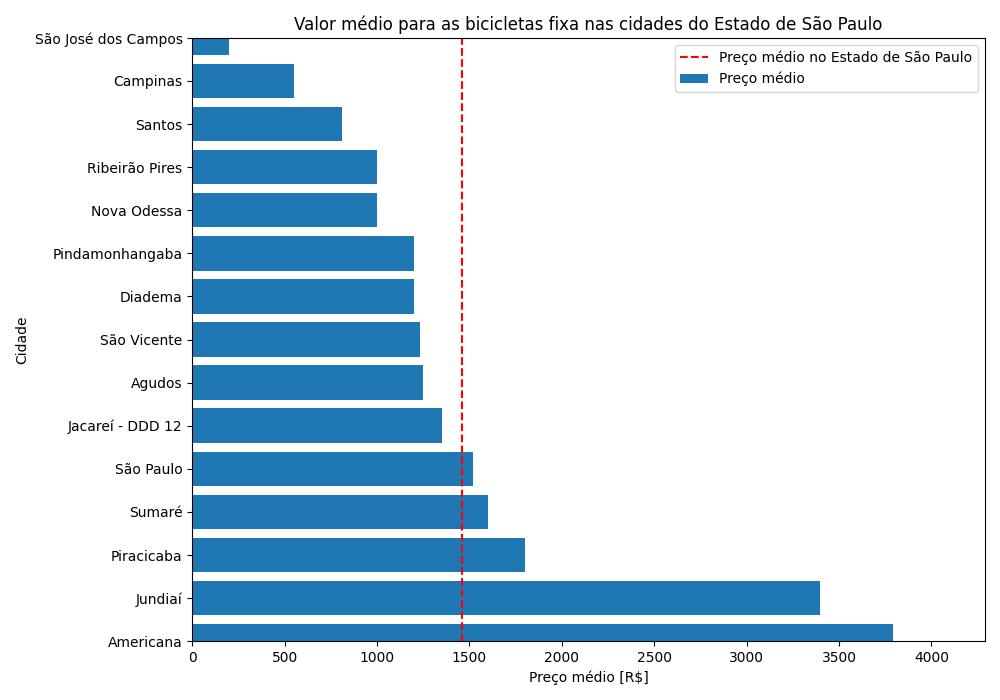 Valor médio para as bicicletas fixa nas cidades do Estado de São Paulo
Preço médio no Estado de São Paulo
Preço médio
São José dos Campos
Campinas
Santos
Ribeirão Pires
Nova Odessa
Pindamonhangaba
Diadema
São Vicente
Agudos
Jacareí - DDD 12
São Paulo
Sumaré
Piracicaba
Jundiaí
Americana
Cidade
0 500 1000 1500 2000 2500 3000 3500 4000
Preço médio [R$]